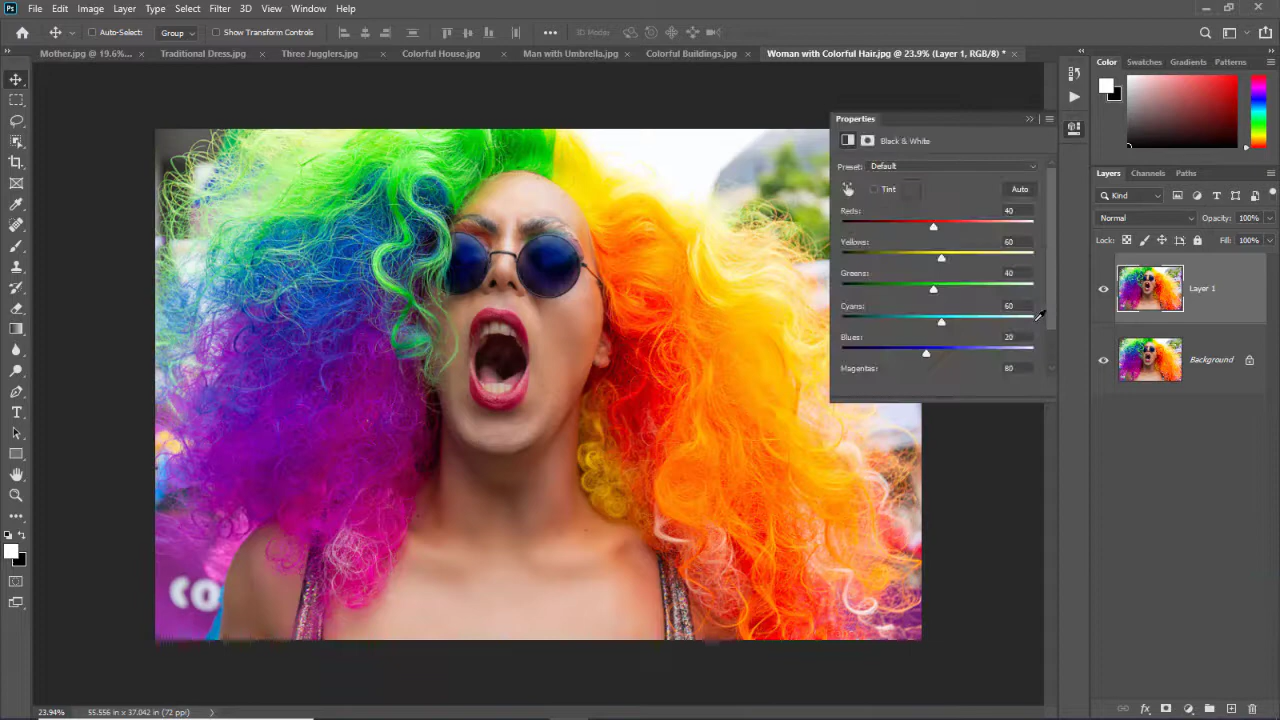 Ps File Edit Image Layer Type Select Filter 3D View Window Help
Auto-Select: Group Show Transform Controls 3D Mode:
Mother.jpg @ 19.6%... Traditional Dress.jpg Three Jugglers.jpg Colorful House.jpg Man with Umbrella.jpg Colorful Buildings.jpg Woman with Colorful Hair.jpg @ 23.9% (Layer 1, RGB/8) *
Color Swatches Gradients Patterns
Properties
Black & White
Preset: Default
Tint Auto
Reds: 40
Yellows: 60
Greens: 40
Cyans: 60
Blues: 20
Magentas: 80
Layers Channels Paths
Kind
Normal Opacity: 100%
Lock: Fill: 100%
Layer 1
Background
co
23.94% 55.556 in x 37.042 in (72 ppi)